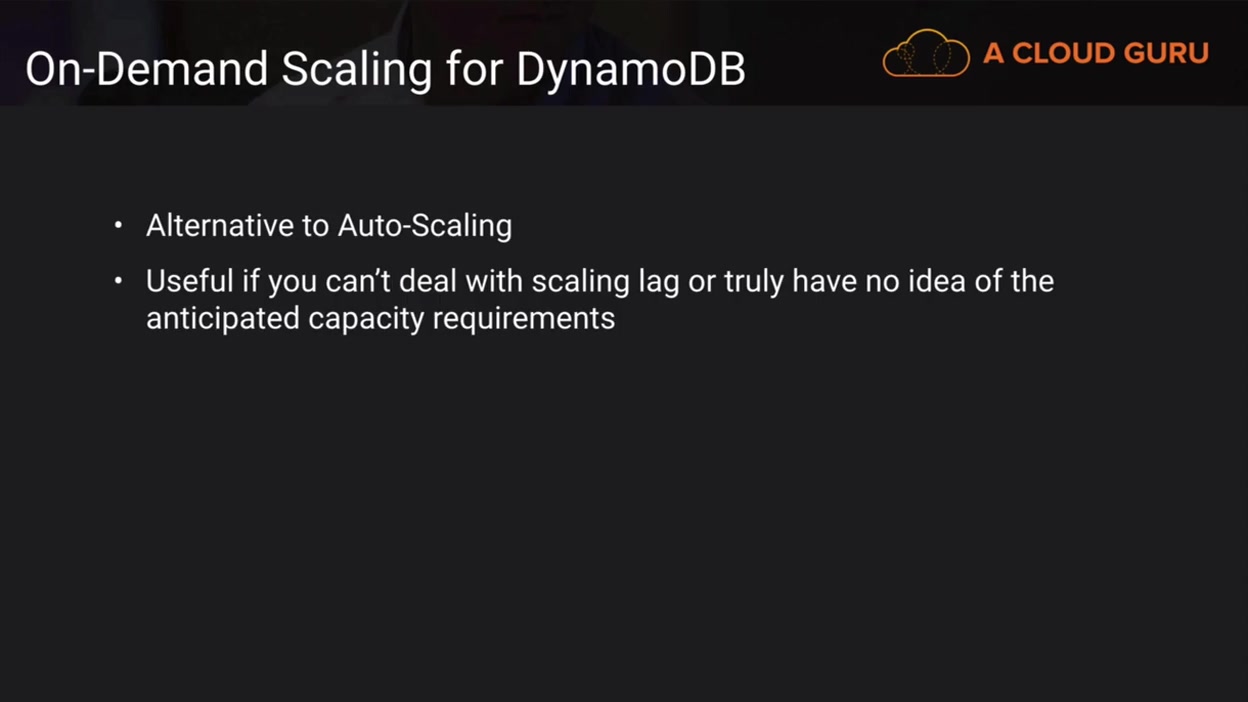 On-Demand Scaling for DynamoDB
A CLOUD GURU
• Alternative to Auto-Scaling
• Useful if you can’t deal with scaling lag or truly have no idea of the
anticipated capacity requirements